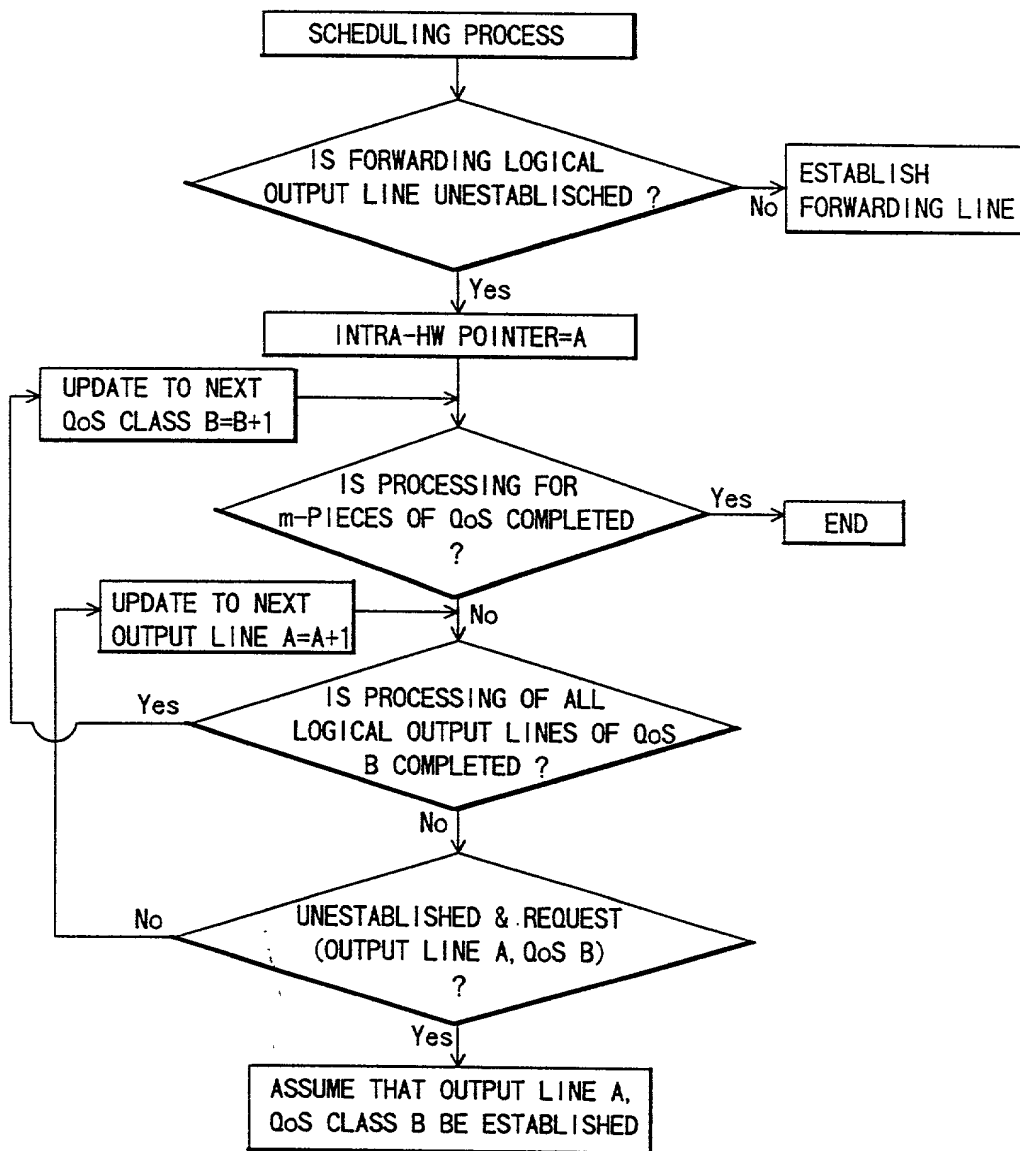 SCHEDULING PROCESS
IS FORWARDING LOGICAL
OUTPUT LINE UNESTABLISCHED ?
No
ESTABLISH
FORWARDING LINE
Yes
INTRA-HW POINTER=A
UPDATE TO NEXT
QoS CLASS B=B+1
IS PROCESSING FOR
m-PIECES OF QoS COMPLETED
?
Yes
END
No
UPDATE TO NEXT
OUTPUT LINE A=A+1
Yes
IS PROCESSING OF ALL
LOGICAL OUTPUT LINES OF QoS
B COMPLETED ?
No
No
UNESTABLISHED & REQUEST
(OUTPUT LINE A, QoS B)
?
Yes
ASSUME THAT OUTPUT LINE A,
QoS CLASS B BE ESTABLISHED